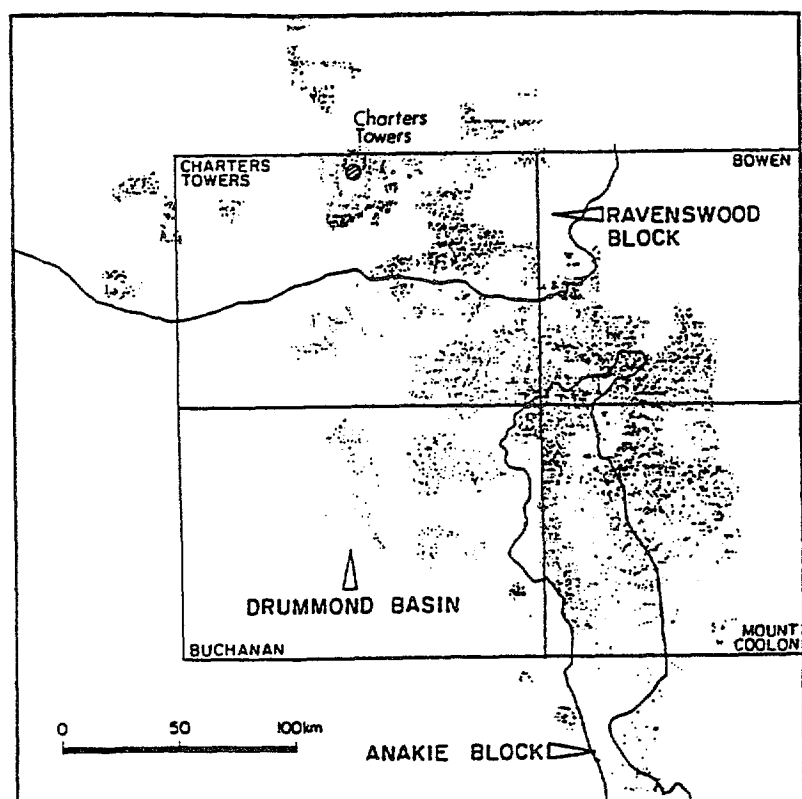 Charters
Towers
CHARTERS
TOWERS
BOWEN
RAVENSWOOD
BLOCK
DRUMMOND BASIN
BUCHANAN
MOUNT
COOLON
0 50 100km
ANAKIE BLOCK